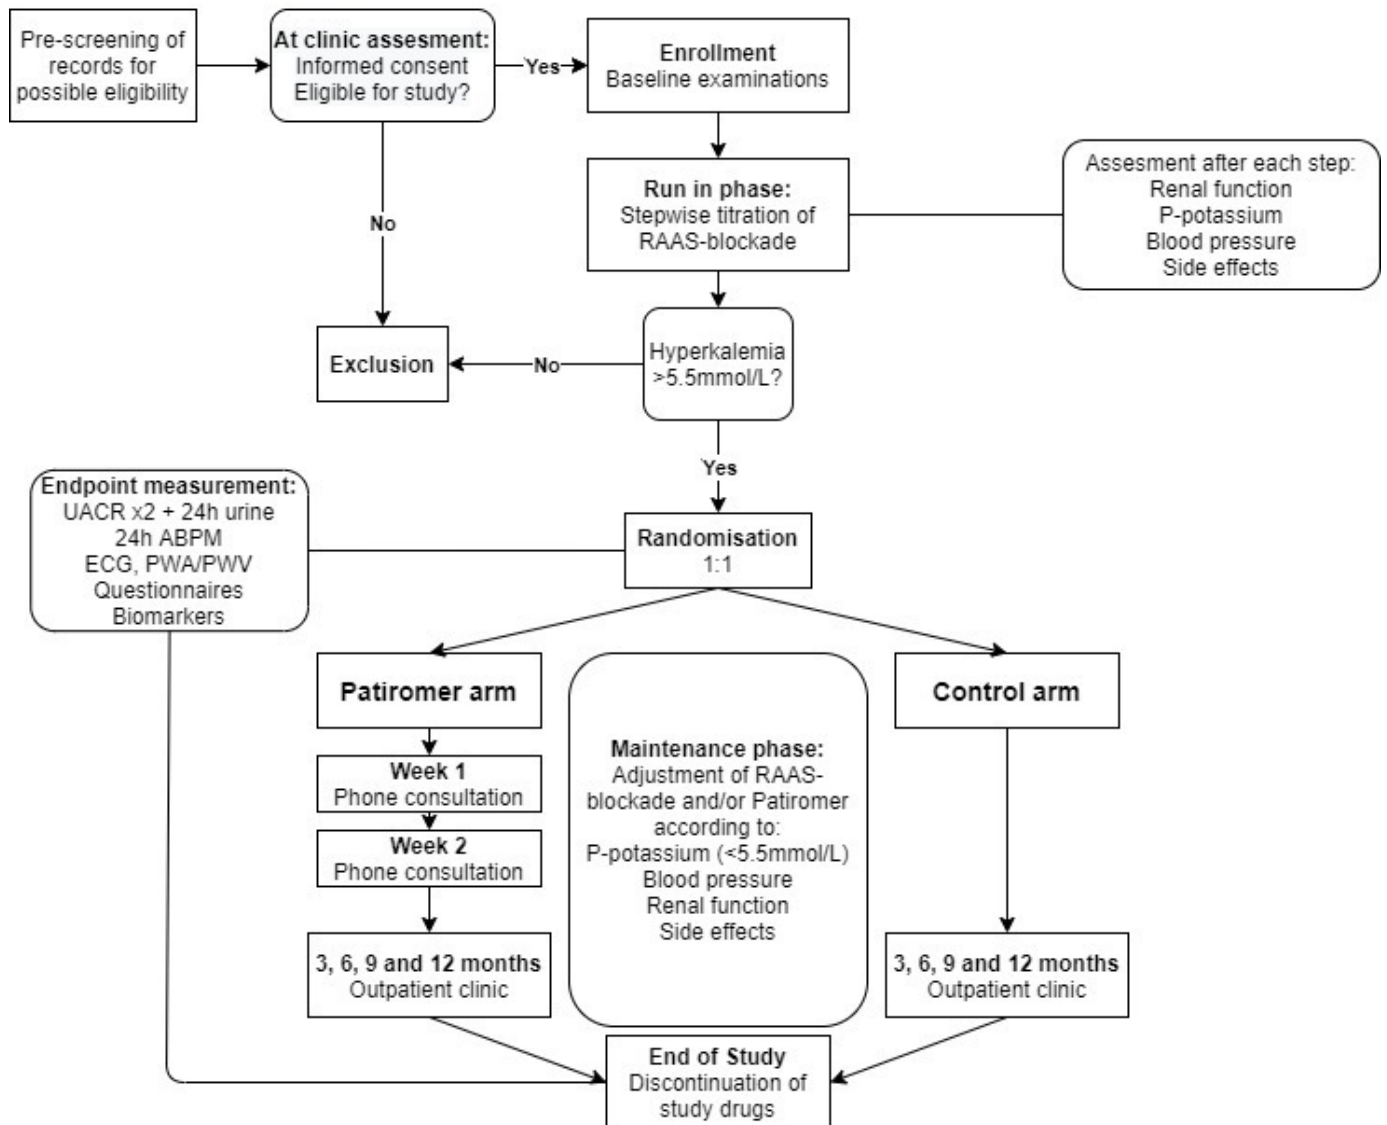 Pre-screening of
records for
possible eligibility
At clinic assesment:
Informed consent
Eligible for study?
Yes
Enrollment
Baseline examinations
No
Run in phase:
Stepwise titration of
RAAS-blockade
Assesment after each step:
Renal function
P-potassium
Blood pressure
Side effects
Exclusion
No
Hyperkalemia
>5.5mmol/L?
Yes
Endpoint measurement:
UACR x2 + 24h urine
24h ABPM
ECG, PWA/PWV
Questionnaires
Biomarkers
Randomisation
1:1
Patiromer arm
Control arm
Week 1
Phone consultation
Week 2
Phone consultation
Maintenance phase:
Adjustment of RAAS-
blockade and/or Patiromer
according to:
P-potassium (<5.5mmol/L)
Blood pressure
Renal function
Side effects
3, 6, 9 and 12 months
Outpatient clinic
3, 6, 9 and 12 months
Outpatient clinic
End of Study
Discontinuation of
study drugs